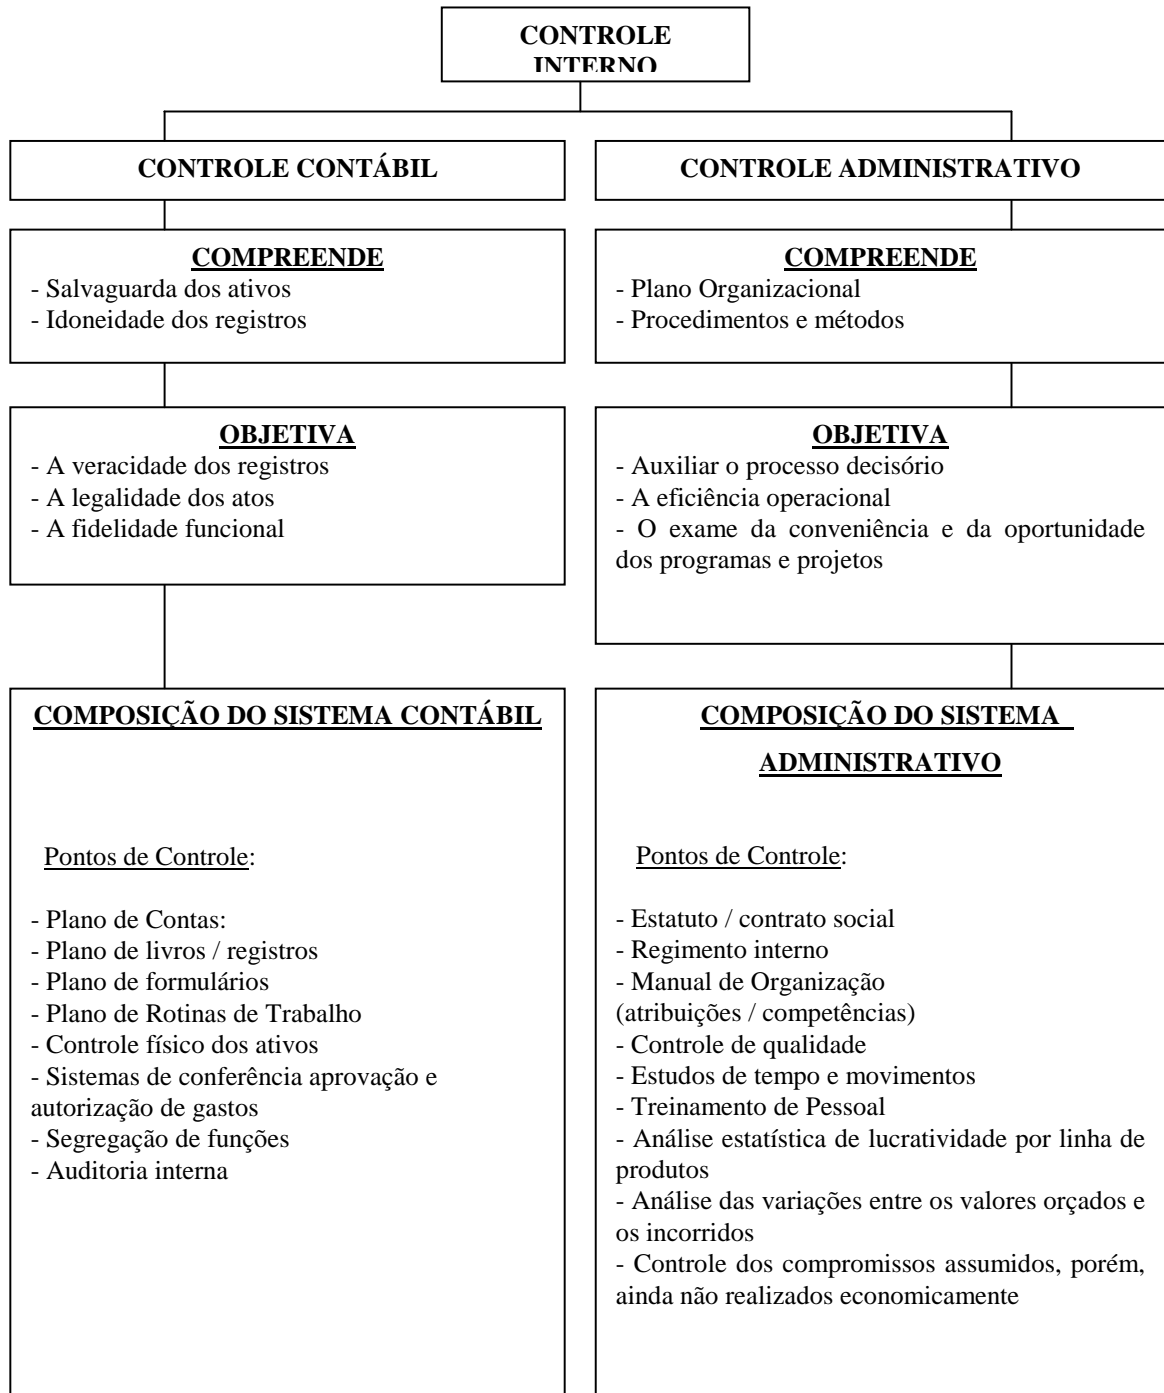 CONTROLE
INTERNO
CONTROLE CONTÁBIL
COMPREENDE
- Salvaguarda dos ativos
- Idoneidade dos registros
OBJETIVA
- A veracidade dos registros
- A legalidade dos atos
- A fidelidade funcional
COMPOSIÇÃO DO SISTEMA CONTÁBIL
Pontos de Controle:
- Plano de Contas:
- Plano de livros / registros
- Plano de formulários
- Plano de Rotinas de Trabalho
- Controle físico dos ativos
- Sistemas de conferência aprovação e
autorização de gastos
- Segregação de funções
- Auditoria interna
CONTROLE ADMINISTRATIVO
COMPREENDE
- Plano Organizacional
- Procedimentos e métodos
OBJETIVA
- Auxiliar o processo decisório
- A eficiência operacional
- O exame da conveniência e da oportunidade
dos programas e projetos
COMPOSIÇÃO DO SISTEMA
ADMINISTRATIVO
Pontos de Controle:
- Estatuto / contrato social
- Regimento interno
- Manual de Organização
(atribuições / competências)
- Controle de qualidade
- Estudos de tempo e movimentos
- Treinamento de Pessoal
- Análise estatística de lucratividade por linha de
produtos
- Análise das variações entre os valores orçados e
os incorridos
- Controle dos compromissos assumidos, porém,
ainda não realizados economicamente